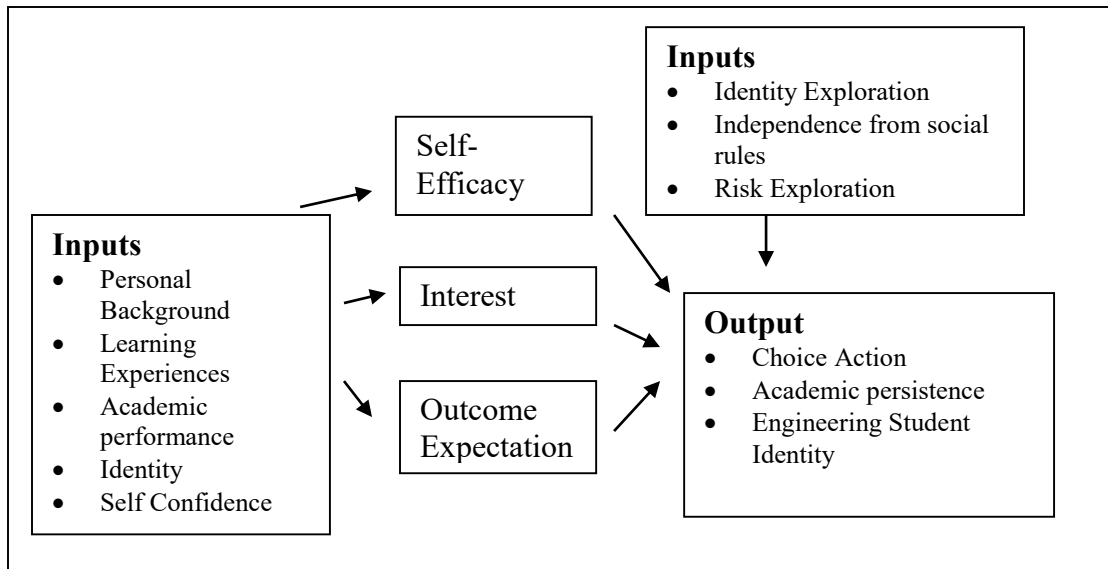 Inputs
• Personal
Background
• Learning
Experiences
• Academic
performance
• Identity
• Self Confidence
Self-
Efficacy
Interest
Outcome
Expectation
Inputs
• Identity Exploration
• Independence from social
rules
• Risk Exploration
Output
• Choice Action
• Academic persistence
• Engineering Student
Identity